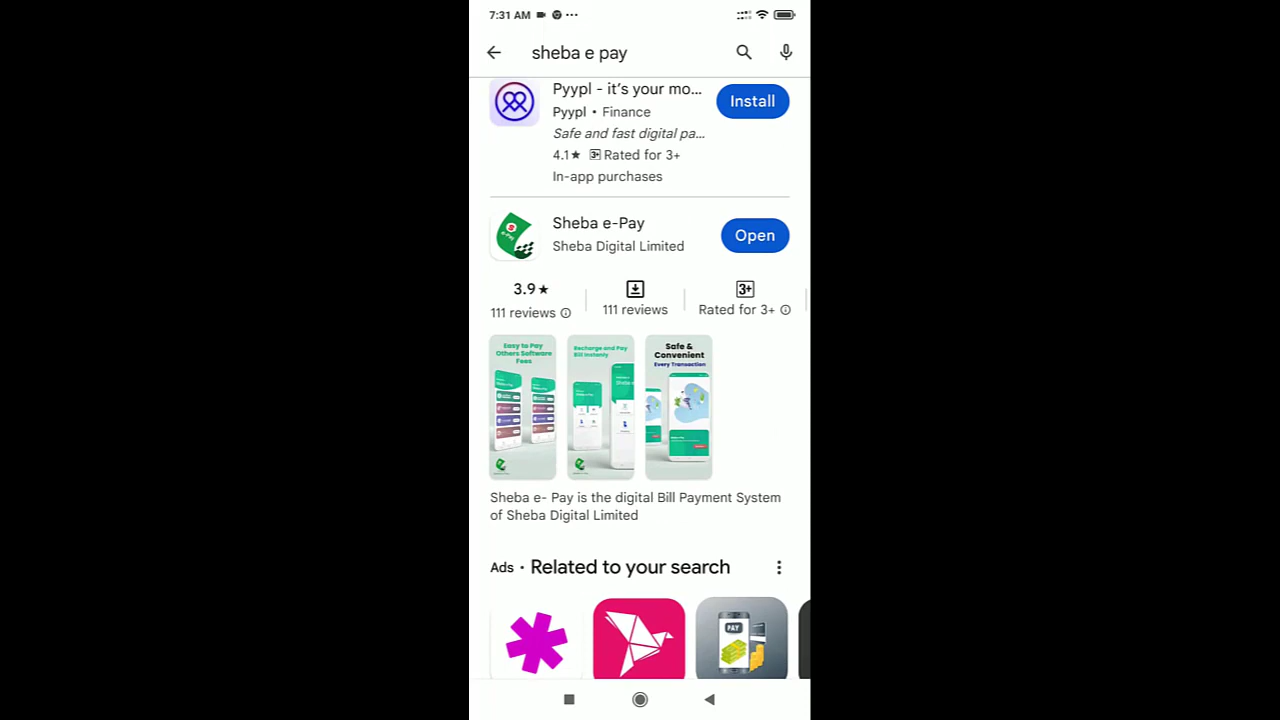 7:31 AM
sheba e pay
Pyypl - it's your mo...
Install
Pyypl • Finance
Safe and fast digital pa...
4.1★ 3+ Rated for 3+
In-app purchases
Sheba e-Pay
Sheba Digital Limited
Open
3.9★
111 reviews
111 reviews
3+
Rated for 3+
Easy to Pay
Others Software
Fees
Recharge and Pay
Bill Instantly
Safe &
Convenient
Every Transaction
Sheba e- Pay is the digital Bill Payment System
of Sheba Digital Limited
Ads • Related to your search
PAY